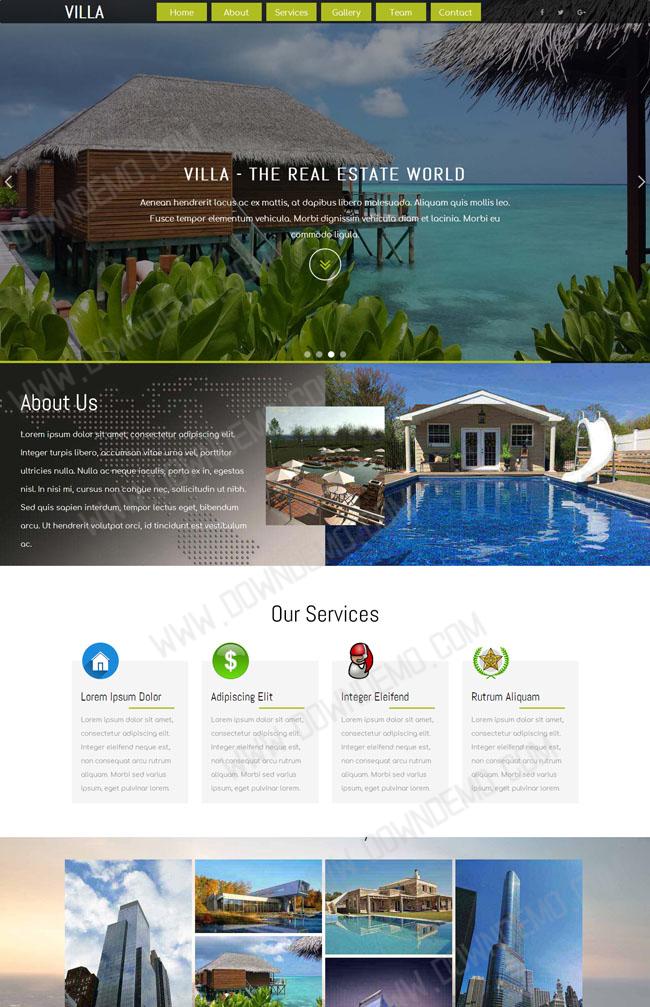 VILLA
Home About Services Gallery Team Contact
VILLA - THE REAL ESTATE WORLD
Aenean hendrerit lacus ac ex mattis, at dapibus libero malesuada. Aliquam quis mollis leo.
Fusce tempor elementum vehicula. Morbi dignissim vehicula diam et lacinia. Morbi eu
commodo ligula.
About Us
Lorem ipsum dolor sit amet, consectetur adipiscing elit.
Integer turpis libero, accumsan vitae urna vel, porttitor
ultricies nulla. Nulla ac neque iaculis, porta ex in, egestas
nisl. In nisi mi, cursus non congue nec, sollicitudin ut nibh.
Sed quis sapien interdum, tempor lectus eget, bibendum
arcu. Ut hendrerit volutpat orci, id tincidunt est vestibulum
ac.
Our Services
Lorem Ipsum Dolor
Lorem ipsum dolor sit amet,
consectetur adipiscing elit.
Integer eleifend neque est,
non consequat arcu rutrum
aliquam. Morbi sed varius
ipsum, eget pulvinar lorem.
$
Adipiscing Elit
Lorem ipsum dolor sit amet,
consectetur adipiscing elit.
Integer eleifend neque est,
non consequat arcu rutrum
aliquam. Morbi sed varius
ipsum, eget pulvinar lorem.
Integer Eleifend
Lorem ipsum dolor sit amet,
consectetur adipiscing elit.
Integer eleifend neque est,
non consequat arcu rutrum
aliquam. Morbi sed varius
ipsum, eget pulvinar lorem.
Rutrum Aliquam
Lorem ipsum dolor sit amet,
consectetur adipiscing elit.
Integer eleifend neque est,
non consequat arcu rutrum
aliquam. Morbi sed varius
ipsum, eget pulvinar lorem.
WWW.DOWNDEMO.COM